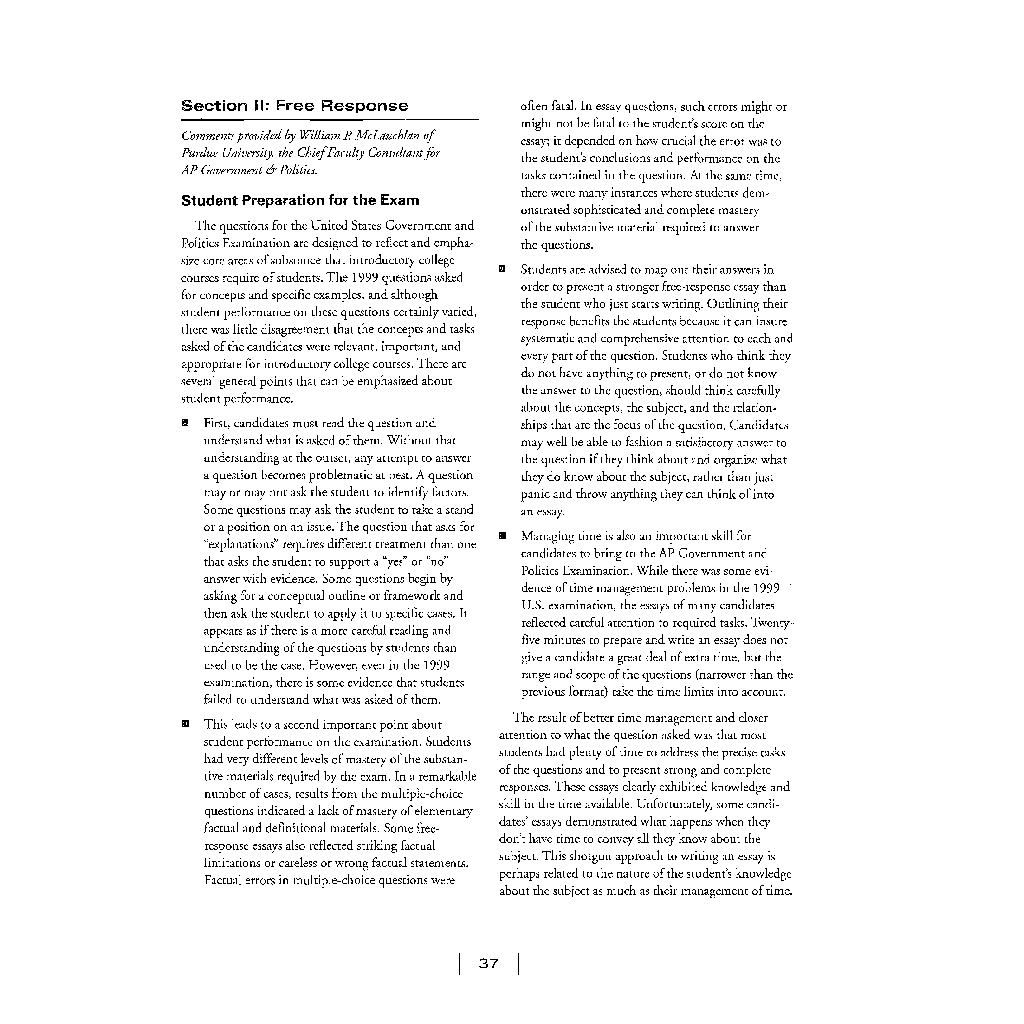 Section II: Free Response
Comments provided by William P. McLauchlan of
Purdue University, the Chief Faculty Consultant for
AP Government & Politics.
Student Preparation for the Exam
The questions for the United States Government and
Politics Examination are designed to reflect and empha-
size core areas of substance that introductory college
courses require of students. The 1999 questions asked
for concepts and specific examples, and although
student performance on these questions certainly varied,
there was little disagreement that the concepts and tasks
asked of the candidates were relevant, important, and
appropriate for introductory college courses. There are
several general points that can be emphasized about
student performance.
First, candidates must read the question and
understand what is asked of them. Without that
understanding at the outset, any attempt to answer
a question becomes problematic at best. A question
may or may not ask the student to identify factors.
Some questions may ask the student to take a stand
or a position on an issue. The question that asks for
“explanations” requires different treatment than one
that asks the student to support a “yes” or “no”
answer with evidence. Some questions begin by
asking for a conceptual outline or framework and
then ask the student to apply it to specific cases. It
appears as if there is a more careful reading and
understanding of the questions by students than
used to be the case. However, even in the 1999
examination, there is some evidence that students
failed to understand what was asked of them.
This leads to a second important point about
student performance on the examination. Students
had very different levels of mastery of the substan-
tive materials required by the exam. In a remarkable
number of cases, results from the multiple-choice
questions indicated a lack of mastery of elementary
factual and definitional materials. Some free-
response essays also reflected striking factual
limitations or careless or wrong factual statements.
Factual errors in multiple-choice questions were
often fatal. In essay questions, such errors might or
might not be fatal to the student’s score on the
essay; it depended on how crucial the error was to
the student’s conclusions and performance on the
tasks contained in the question. At the same time,
there were many instances where students dem-
onstrated sophisticated and complete mastery
of the substantive material required to answer
the questions.
Students are advised to map out their answers in
order to present a stronger free-response essay than
the student who just starts writing. Outlining their
response benefits the students because it can insure
systematic and comprehensive attention to each and
every part of the question. Students who think they
do not have anything to present, or do not know
the answer to the question, should think carefully
about the concepts, the subject, and the relation-
ships that are the focus of the question. Candidates
may well be able to fashion a satisfactory answer to
the question if they think about and organize what
they do know about the subject, rather than just
panic and throw anything they can think of into
an essay.
Managing time is also an important skill for
candidates to bring to the AP Government and
Politics Examination. While there was some evi-
dence of time management problems in the 1999
U.S. examination, the essays of many candidates
reflected careful attention to required tasks. Twenty-
five minutes to prepare and write an essay does not
give a candidate a great deal of extra time, but the
range and scope of the questions (narrower than the
previous format) take the time limits into account.
The result of better time management and closer
attention to what the question asked was that most
students had plenty of time to address the precise tasks
of the questions and to present strong and complete
responses. These essays clearly exhibited knowledge and
skill in the time available. Unfortunately, some candi-
dates’ essays demonstrated what happens when they
don’t have time to convey all they know about the
subject. This shotgun approach to writing an essay is
perhaps related to the nature of the student’s knowledge
about the subject as much as their management of time.
37